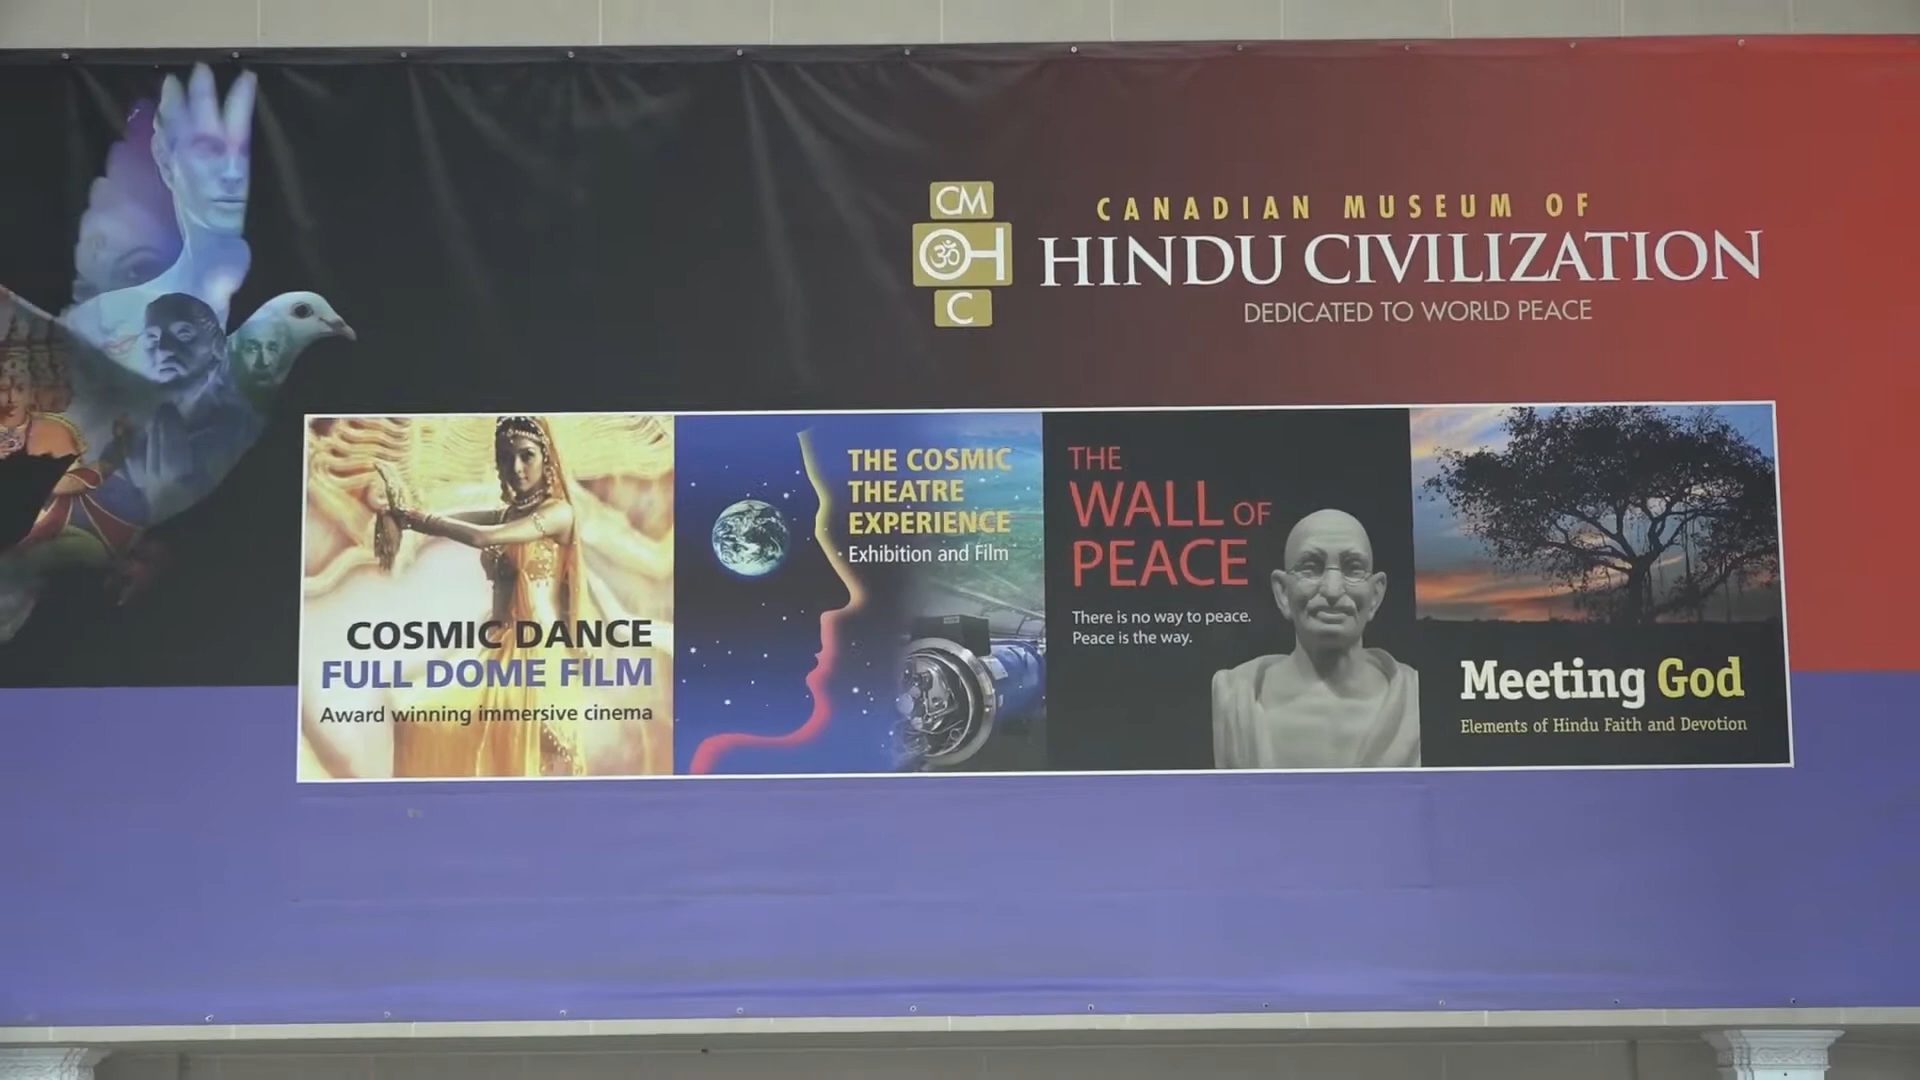 CM
ॐH
C
CANADIAN MUSEUM OF
HINDU CIVILIZATION
DEDICATED TO WORLD PEACE
COSMIC DANCE
FULL DOME FILM
Award winning immersive cinema
THE COSMIC
THEATRE
EXPERIENCE
Exhibition and Film
THE
WALL OF
PEACE
There is no way to peace.
Peace is the way.
Meeting God
Elements of Hindu Faith and Devotion